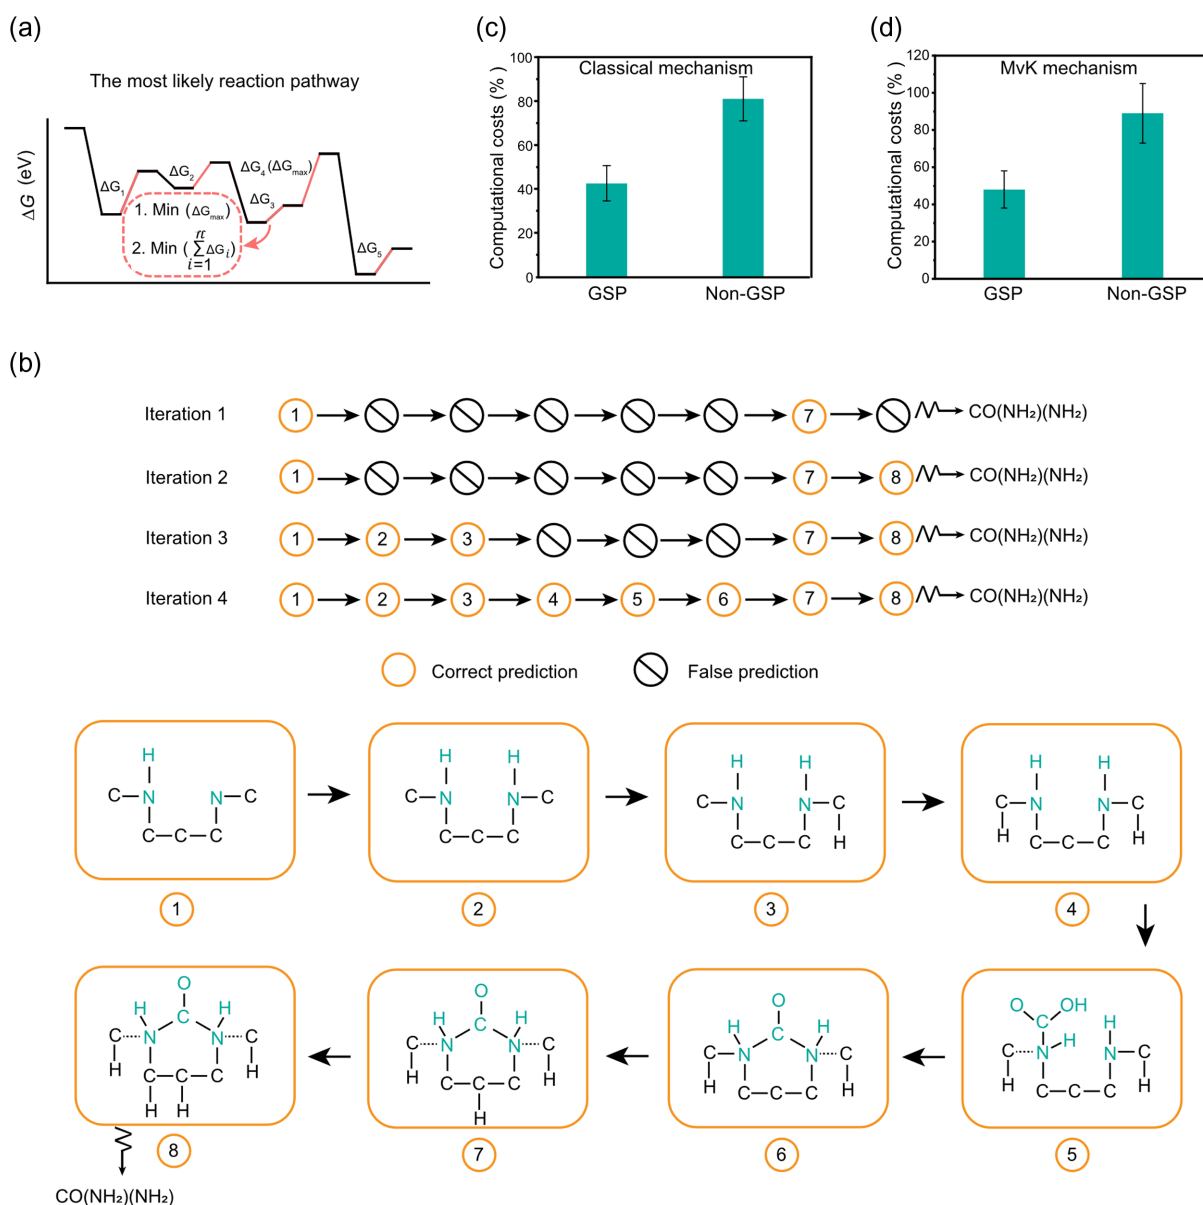 (a)
The most likely reaction pathway
ΔG (eV)
ΔG₁
ΔG₂
ΔG₄ (ΔGmax)
ΔG₃
ΔG₅
1. Min (ΔGmax)
2. Min (∑ΔGi)
n
i=1
(c)
Classical mechanism
Computational costs (%)
100
80
60
40
20
0
GSP
Non-GSP
(d)
MvK mechanism
Computational costs (%)
120
100
80
60
40
20
0
GSP
Non-GSP
(b)
Iteration 1 1 7 CO(NH₂)(NH₂)
Iteration 2 1 7 8 CO(NH₂)(NH₂)
Iteration 3 1 2 3 7 8 CO(NH₂)(NH₂)
Iteration 4 1 2 3 4 5 6 7 8 CO(NH₂)(NH₂)
Correct prediction
False prediction
H
C N N C
C C C
1
H H
C N N C
C C C
2
H H
C N N C
C C C H
3
H H
C N N C
H C C C H
4
O
H H
C C
C N N C
H C C C H
H H
8
O
H H
C C
C N N C
H C C C H
H
7
O
H H
C
C N N C
H C C C H
6
O OH
C H
C N H N C
H C C C H
5
CO(NH₂)(NH₂)